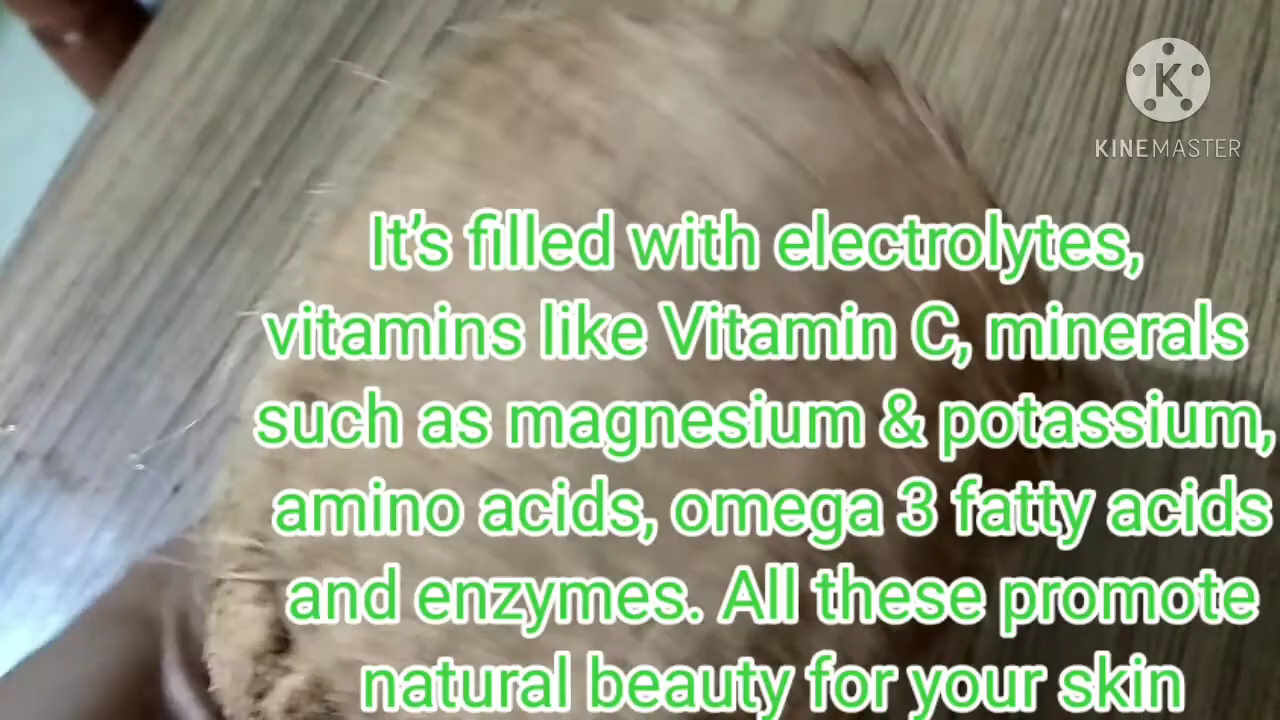 K
KINEMASTER
It's filled with electrolytes,
vitamins like Vitamin C, minerals
such as magnesium & potassium,
amino acids, omega 3 fatty acids
and enzymes. All these promote
natural beauty for your skin